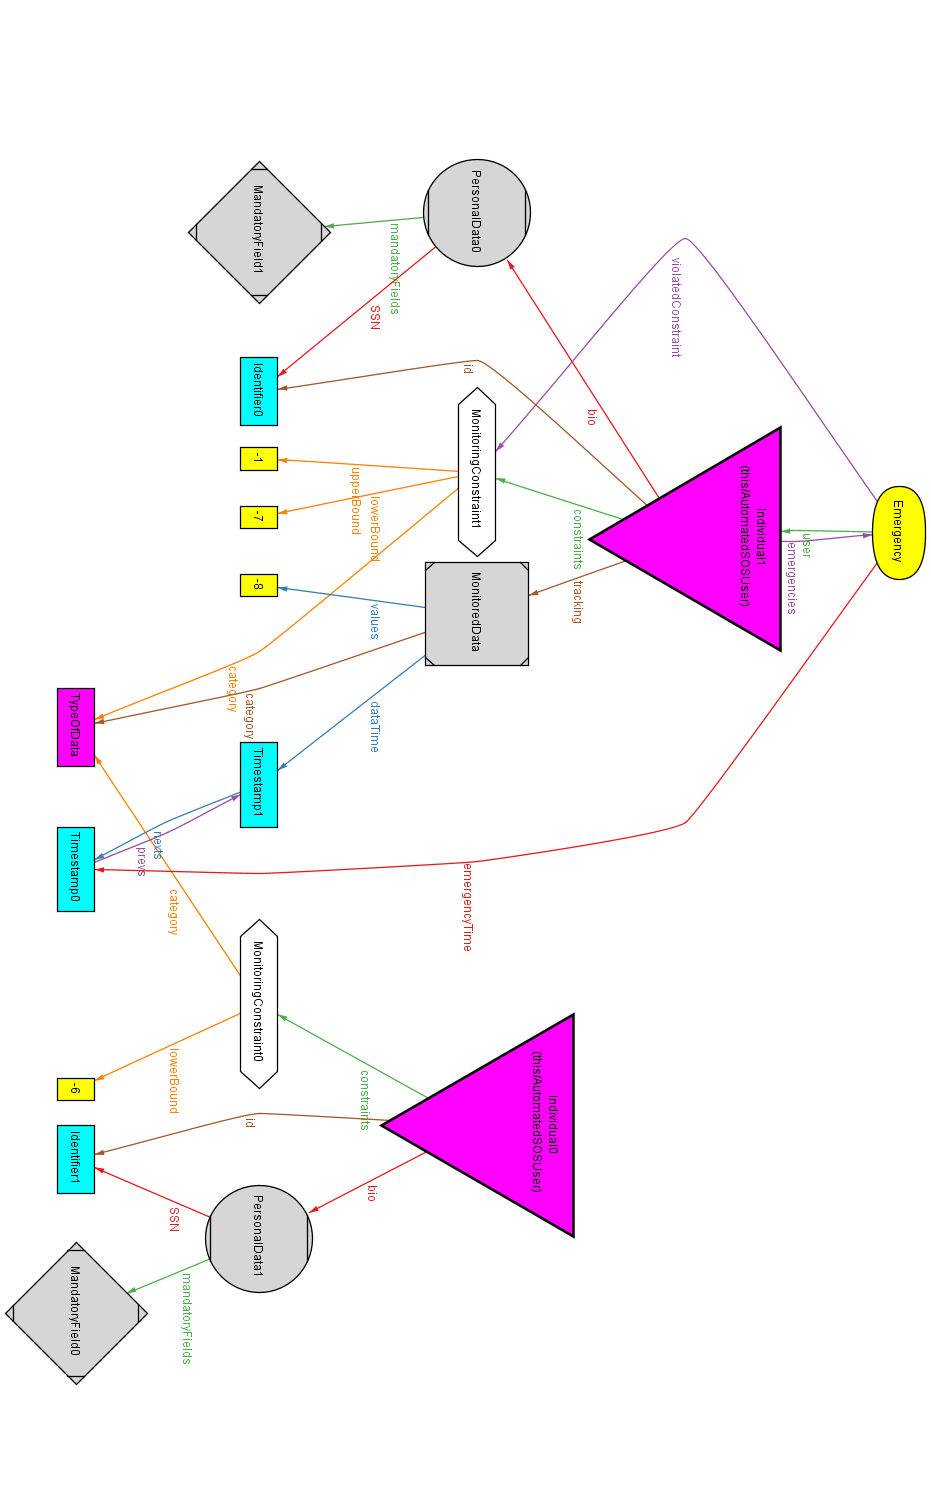 Emergency
user
emergencies
Individual1
(this/AutomatedSOSUser)
violatedConstraint
bio
constraints
tracking
PersonalData0
id
MonitoringConstraint1
MonitoredData
emergencyTime
Individual0
(this/AutomatedSOSUser)
mandatoryFields
SSN
upperBound
lowerBound
values
dataTime
constraints
bio
MandatoryField1
Identifier0
-1
-7
-8
category
category
Timestamp1
MonitoringConstraint0
id
PersonalData1
nexts
prevs
category
lowerBound
SSN
mandatoryFields
TypeOfData
Timestamp0
-6
Identifier1
MandatoryField0